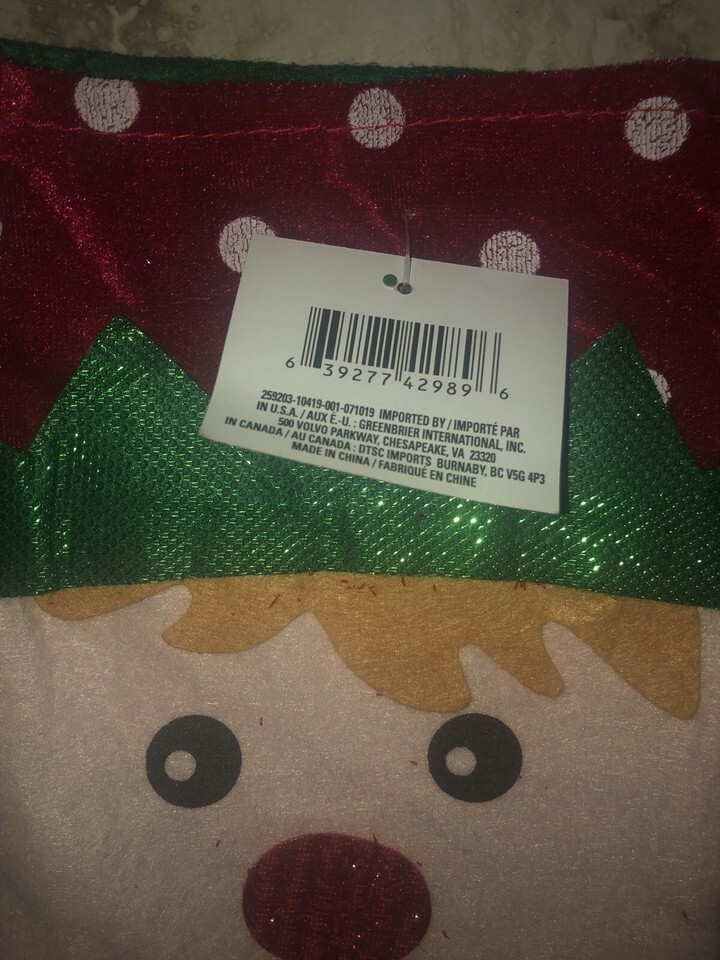 6 39277 42989 6
259203-10419-001-071019 IMPORTED BY / IMPORTÉ PAR
IN U.S.A. / AUX É.-U. : GREENBRIER INTERNATIONAL, INC.
500 VOLVO PARKWAY, CHESAPEAKE, VA 23320
IN CANADA / AU CANADA : DTSC IMPORTS BURNABY, BC V5G 4P3
MADE IN CHINA / FABRIQUÉ EN CHINE